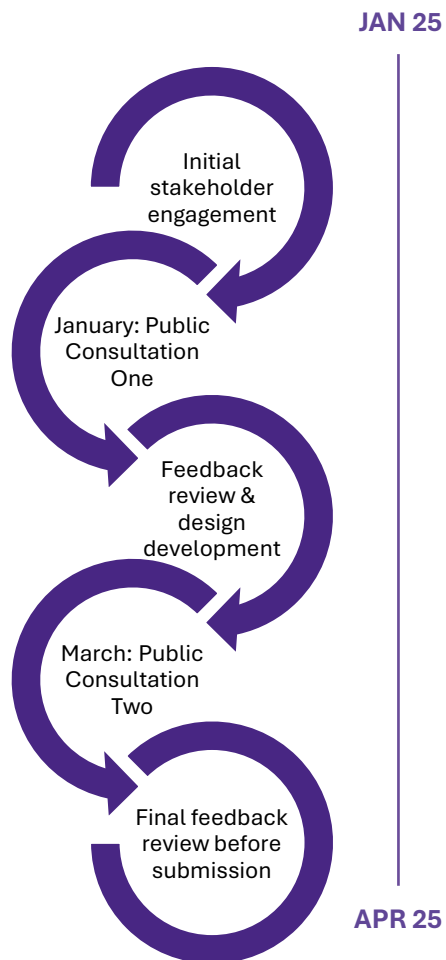 JAN 25
Initial
stakeholder
engagement
January: Public
Consultation
One
Feedback
review &
design
development
March: Public
Consultation
Two
Final feedback
review before
submission
APR 25